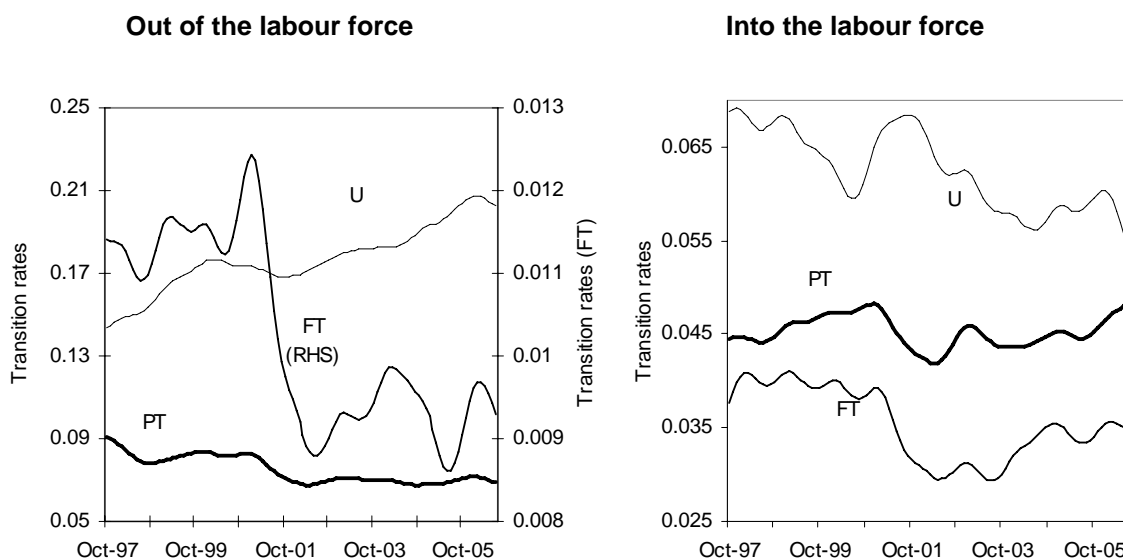 Out of the labour force
Into the labour force
0.25
0.21
0.17
0.13
0.09
0.05
Transition rates
0.013
0.012
0.011
0.01
0.009
0.008
Transition rates (FT)
U
FT
(RHS)
PT
Oct-97 Oct-99 Oct-01 Oct-03 Oct-05
0.065
0.055
0.045
0.035
0.025
Transition rates
U
PT
FT
Oct-97 Oct-99 Oct-01 Oct-03 Oct-05